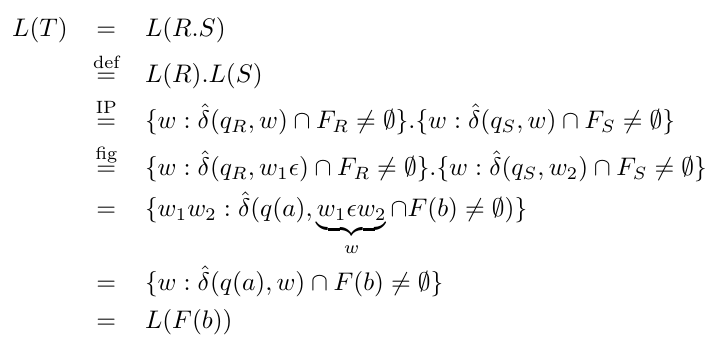 L(T) = L(R.S)
def= L(R).L(S)
IP= {w : δ̂(q_R, w) ∩ F_R ≠ ∅}.{w : δ̂(q_S, w) ∩ F_S ≠ ∅}
fig= {w : δ̂(q_R, w_1ϵ) ∩ F_R ≠ ∅}.{w : δ̂(q_S, w_2) ∩ F_S ≠ ∅}
= {w_1w_2 : δ̂(q(a), w_1ϵw_2 ∩F(b) ≠ ∅)}
w
= {w : δ̂(q(a), w) ∩ F(b) ≠ ∅}
= L(F(b))